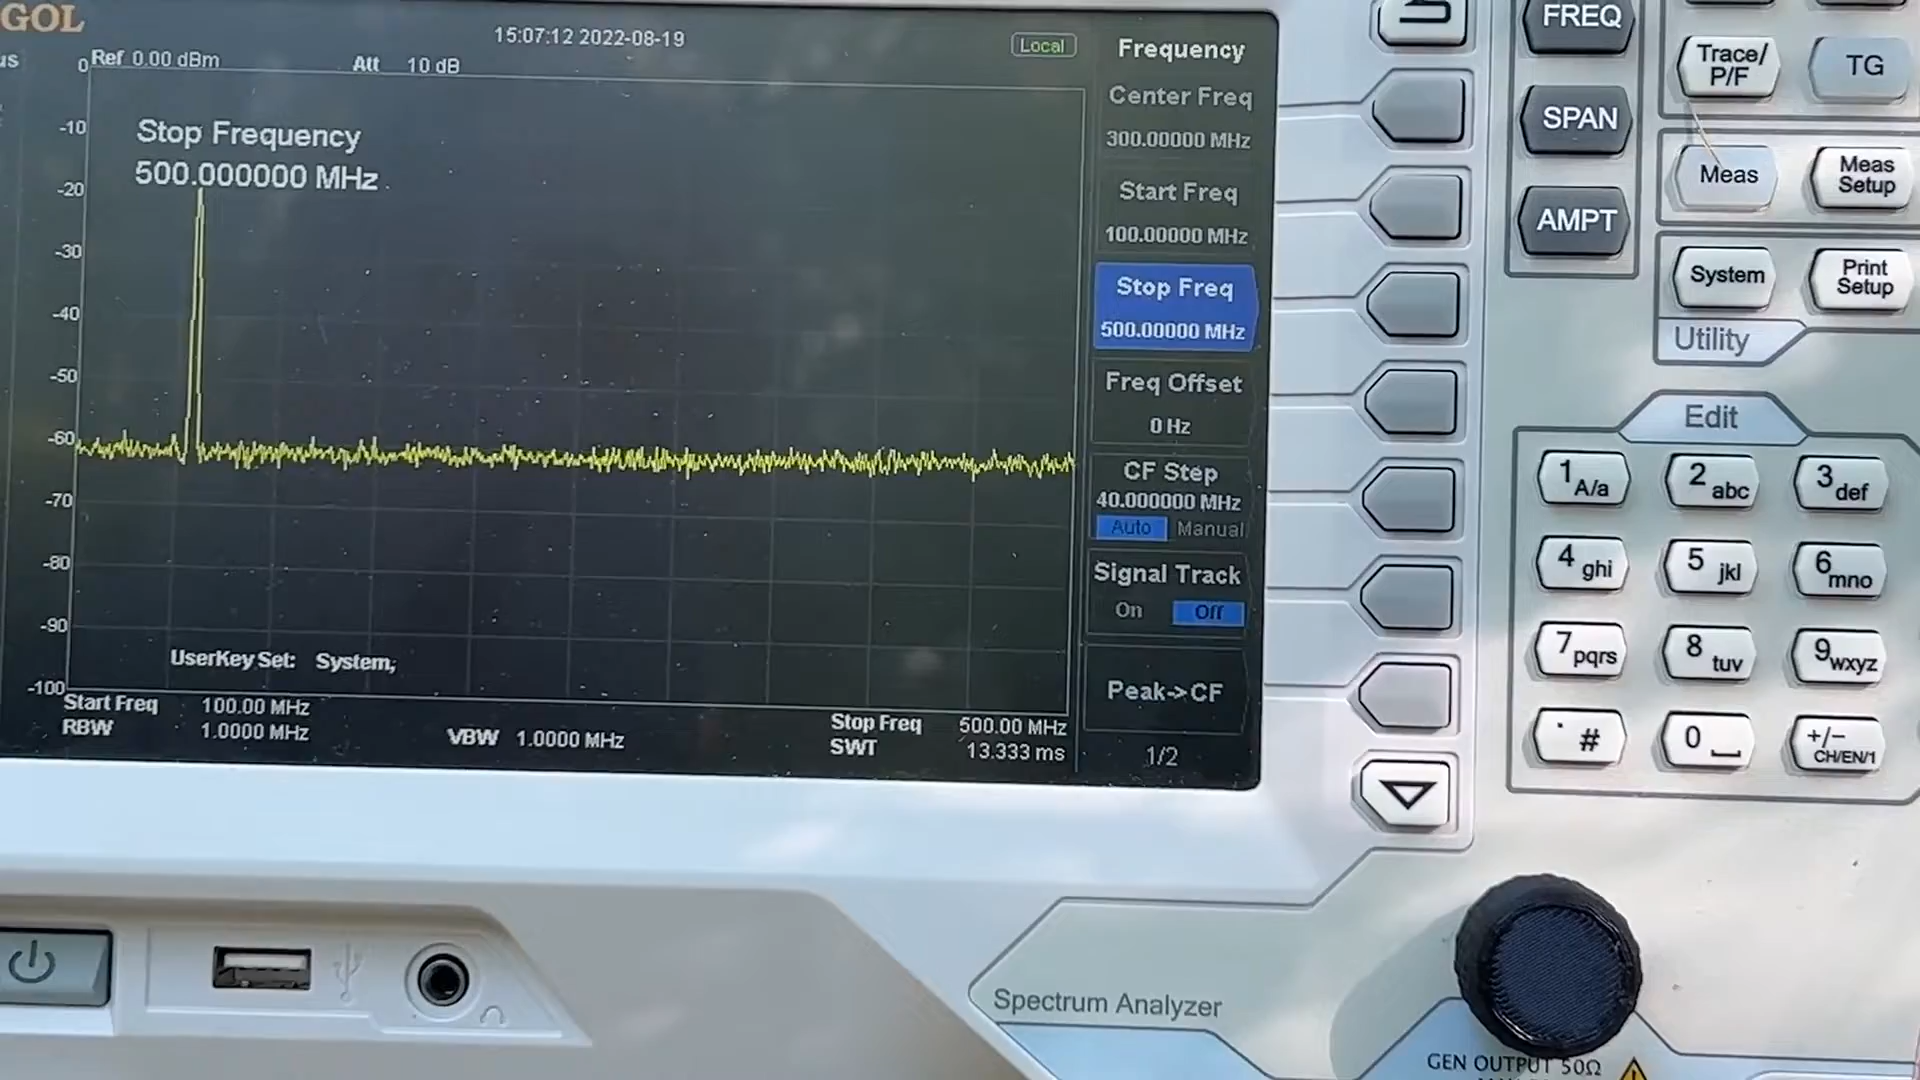 GOL
15:07:12 2022-08-19
Local
Ref 0.00 dBm
Att 10 dB
0
-10
-20
-30
-40
-50
-60
-70
-80
-90
-100
Stop Frequency
500.000000 MHz
UserKey Set: System,
Start Freq 100.00 MHz
RBW 1.0000 MHz
VBW 1.0000 MHz
Stop Freq 500.00 MHz
SWT 13.333 ms
Frequency
Center Freq
300.00000 MHz
Start Freq
100.00000 MHz
Stop Freq
500.00000 MHz
Freq Offset
0 Hz
CF Step
40.000000 MHz
Auto Manual
Signal Track
On Off
Peak->CF
1/2
FREQ
SPAN
AMPT
Trace/
P/F
TG
Meas
Meas
Setup
System
Print
Setup
Utility
Edit
1 A/a
2 abc
3 def
4 ghi
5 jkl
6 mno
7 pqrs
8 tuv
9 wxyz
. #
0
+/−
CH/EN/1
Spectrum Analyzer
GEN OUTPUT 50Ω